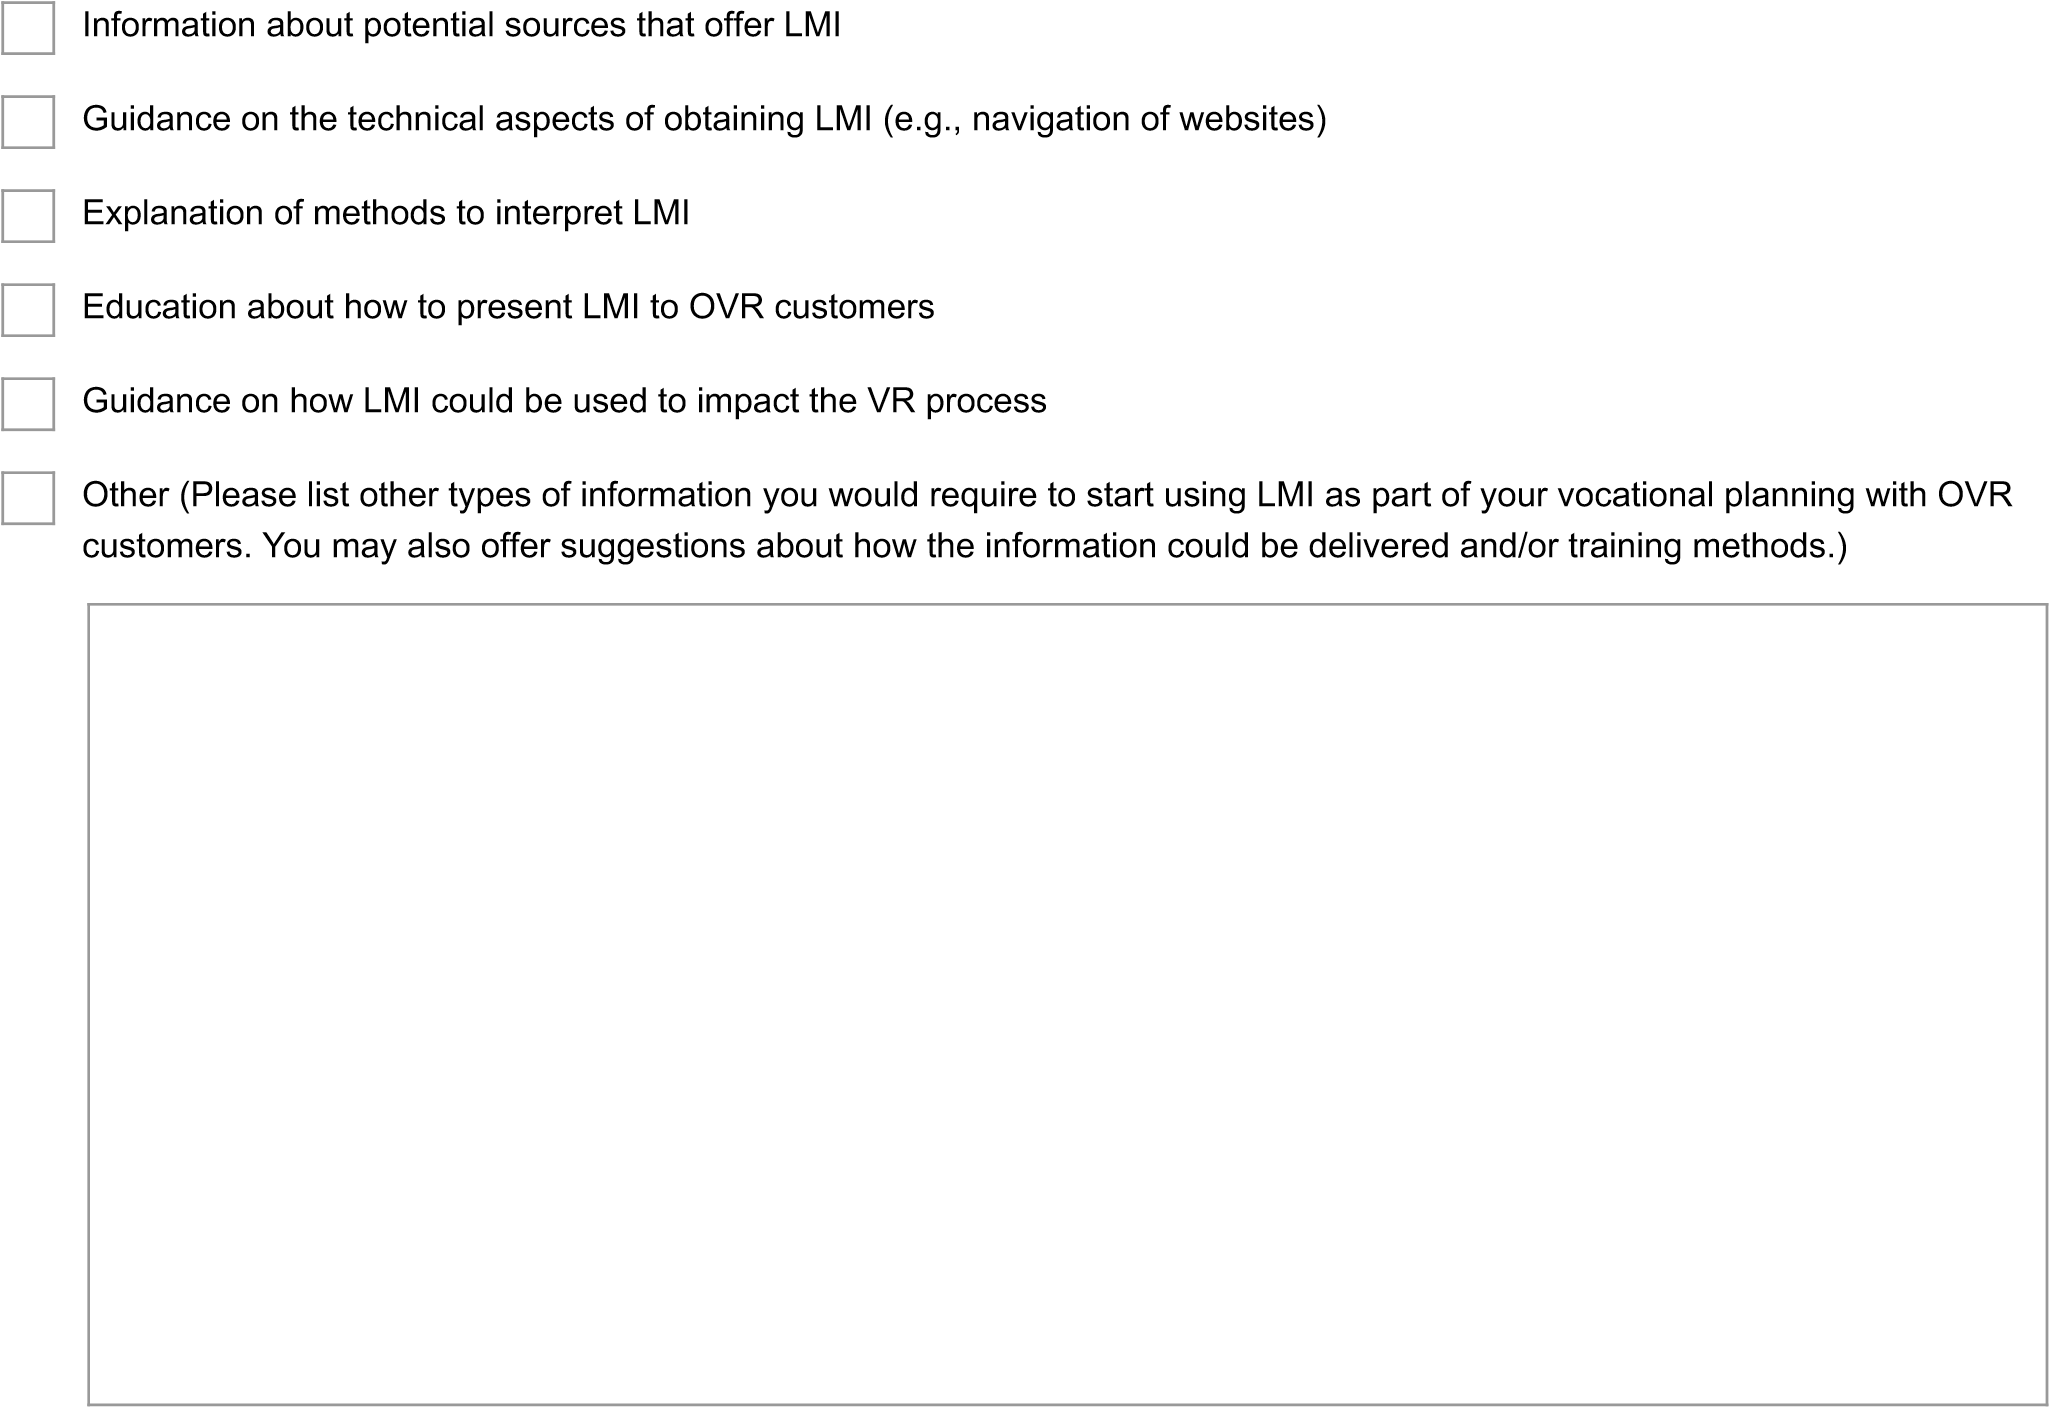 Information about potential sources that offer LMI
Guidance on the technical aspects of obtaining LMI (e.g., navigation of websites)
Explanation of methods to interpret LMI
Education about how to present LMI to OVR customers
Guidance on how LMI could be used to impact the VR process
Other (Please list other types of information you would require to start using LMI as part of your vocational planning with OVR
customers. You may also offer suggestions about how the information could be delivered and/or training methods.)